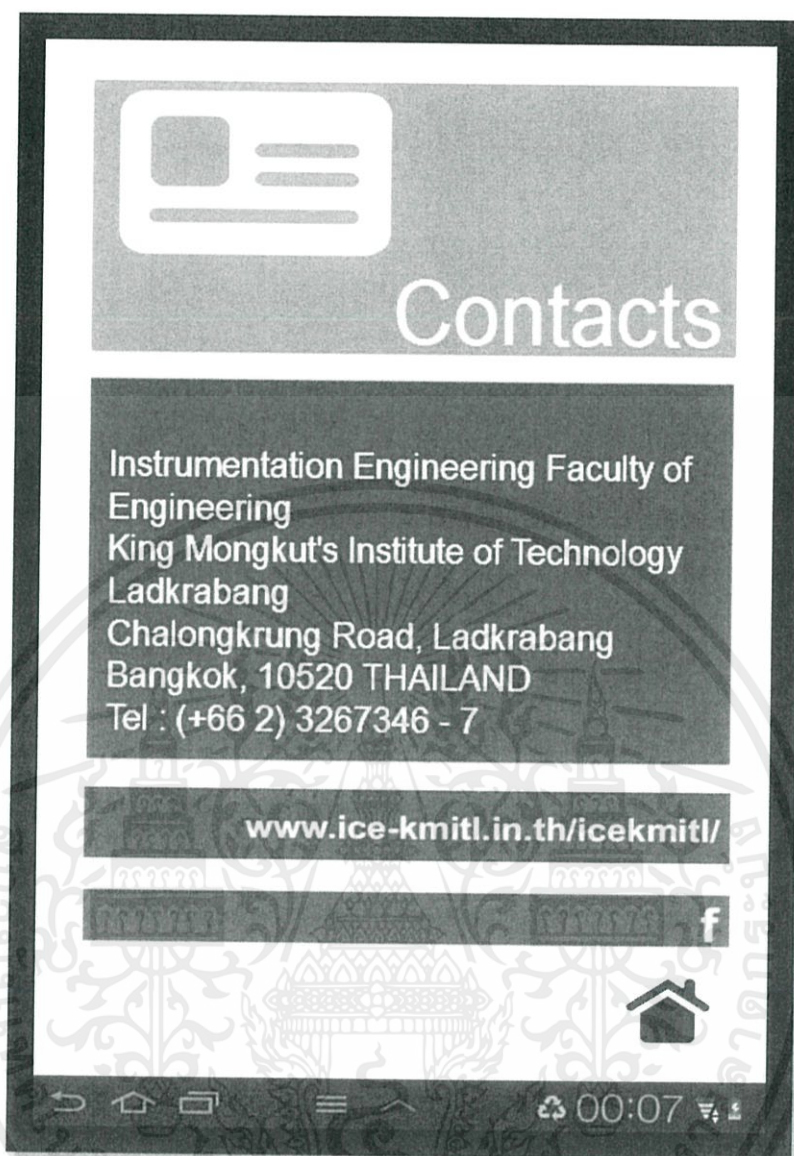 Contacts
Instrumentation Engineering Faculty of
Engineering
King Mongkut's Institute of Technology
Ladkrabang
Chalongkrung Road, Ladkrabang
Bangkok, 10520 THAILAND
Tel : (+66 2) 3267346 - 7
www.ice-kmitl.in.th/icekmitl/
f
00:07